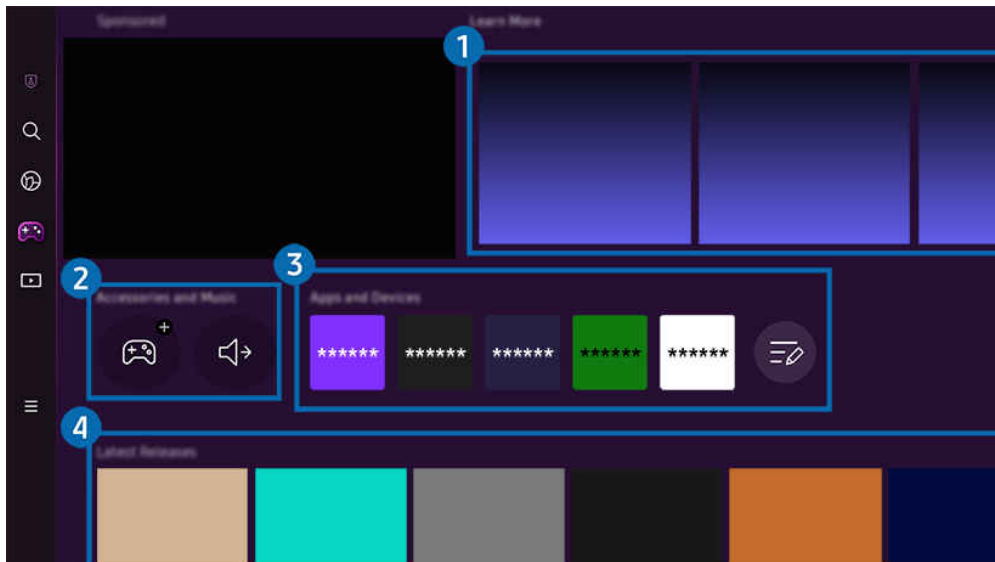 Sponsored
Learn More
1
2
3
Accessories and Music
Apps and Devices
****** ****** ****** ****** ******
4
Latest Releases